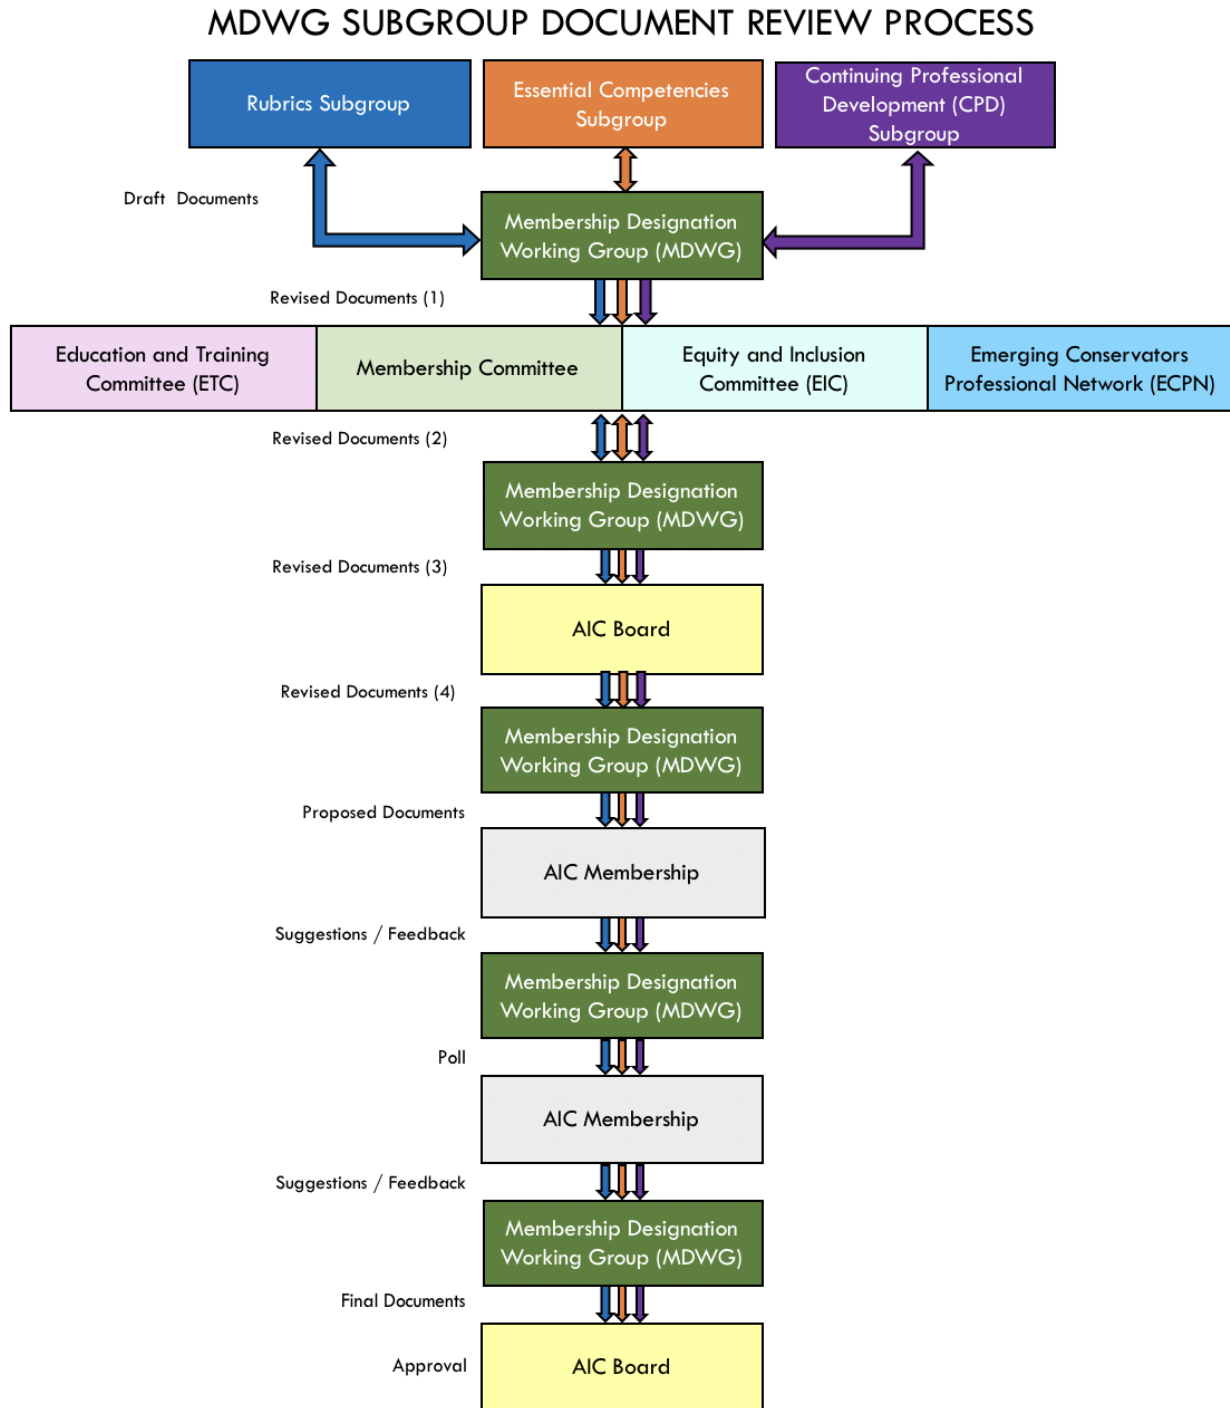 MDWG SUBGROUP DOCUMENT REVIEW PROCESS
Rubrics Subgroup
Essential Competencies
Subgroup
Continuing Professional
Development (CPD)
Subgroup
Draft Documents
Membership Designation
Working Group (MDWG)
Revised Documents (1)
Education and Training
Committee (ETC)
Membership Committee
Equity and Inclusion
Committee (EIC)
Emerging Conservators
Professional Network (ECPN)
Revised Documents (2)
Membership Designation
Working Group (MDWG)
Revised Documents (3)
AIC Board
Revised Documents (4)
Membership Designation
Working Group (MDWG)
Proposed Documents
AIC Membership
Suggestions / Feedback
Membership Designation
Working Group (MDWG)
Poll
AIC Membership
Suggestions / Feedback
Membership Designation
Working Group (MDWG)
Final Documents
Approval
AIC Board